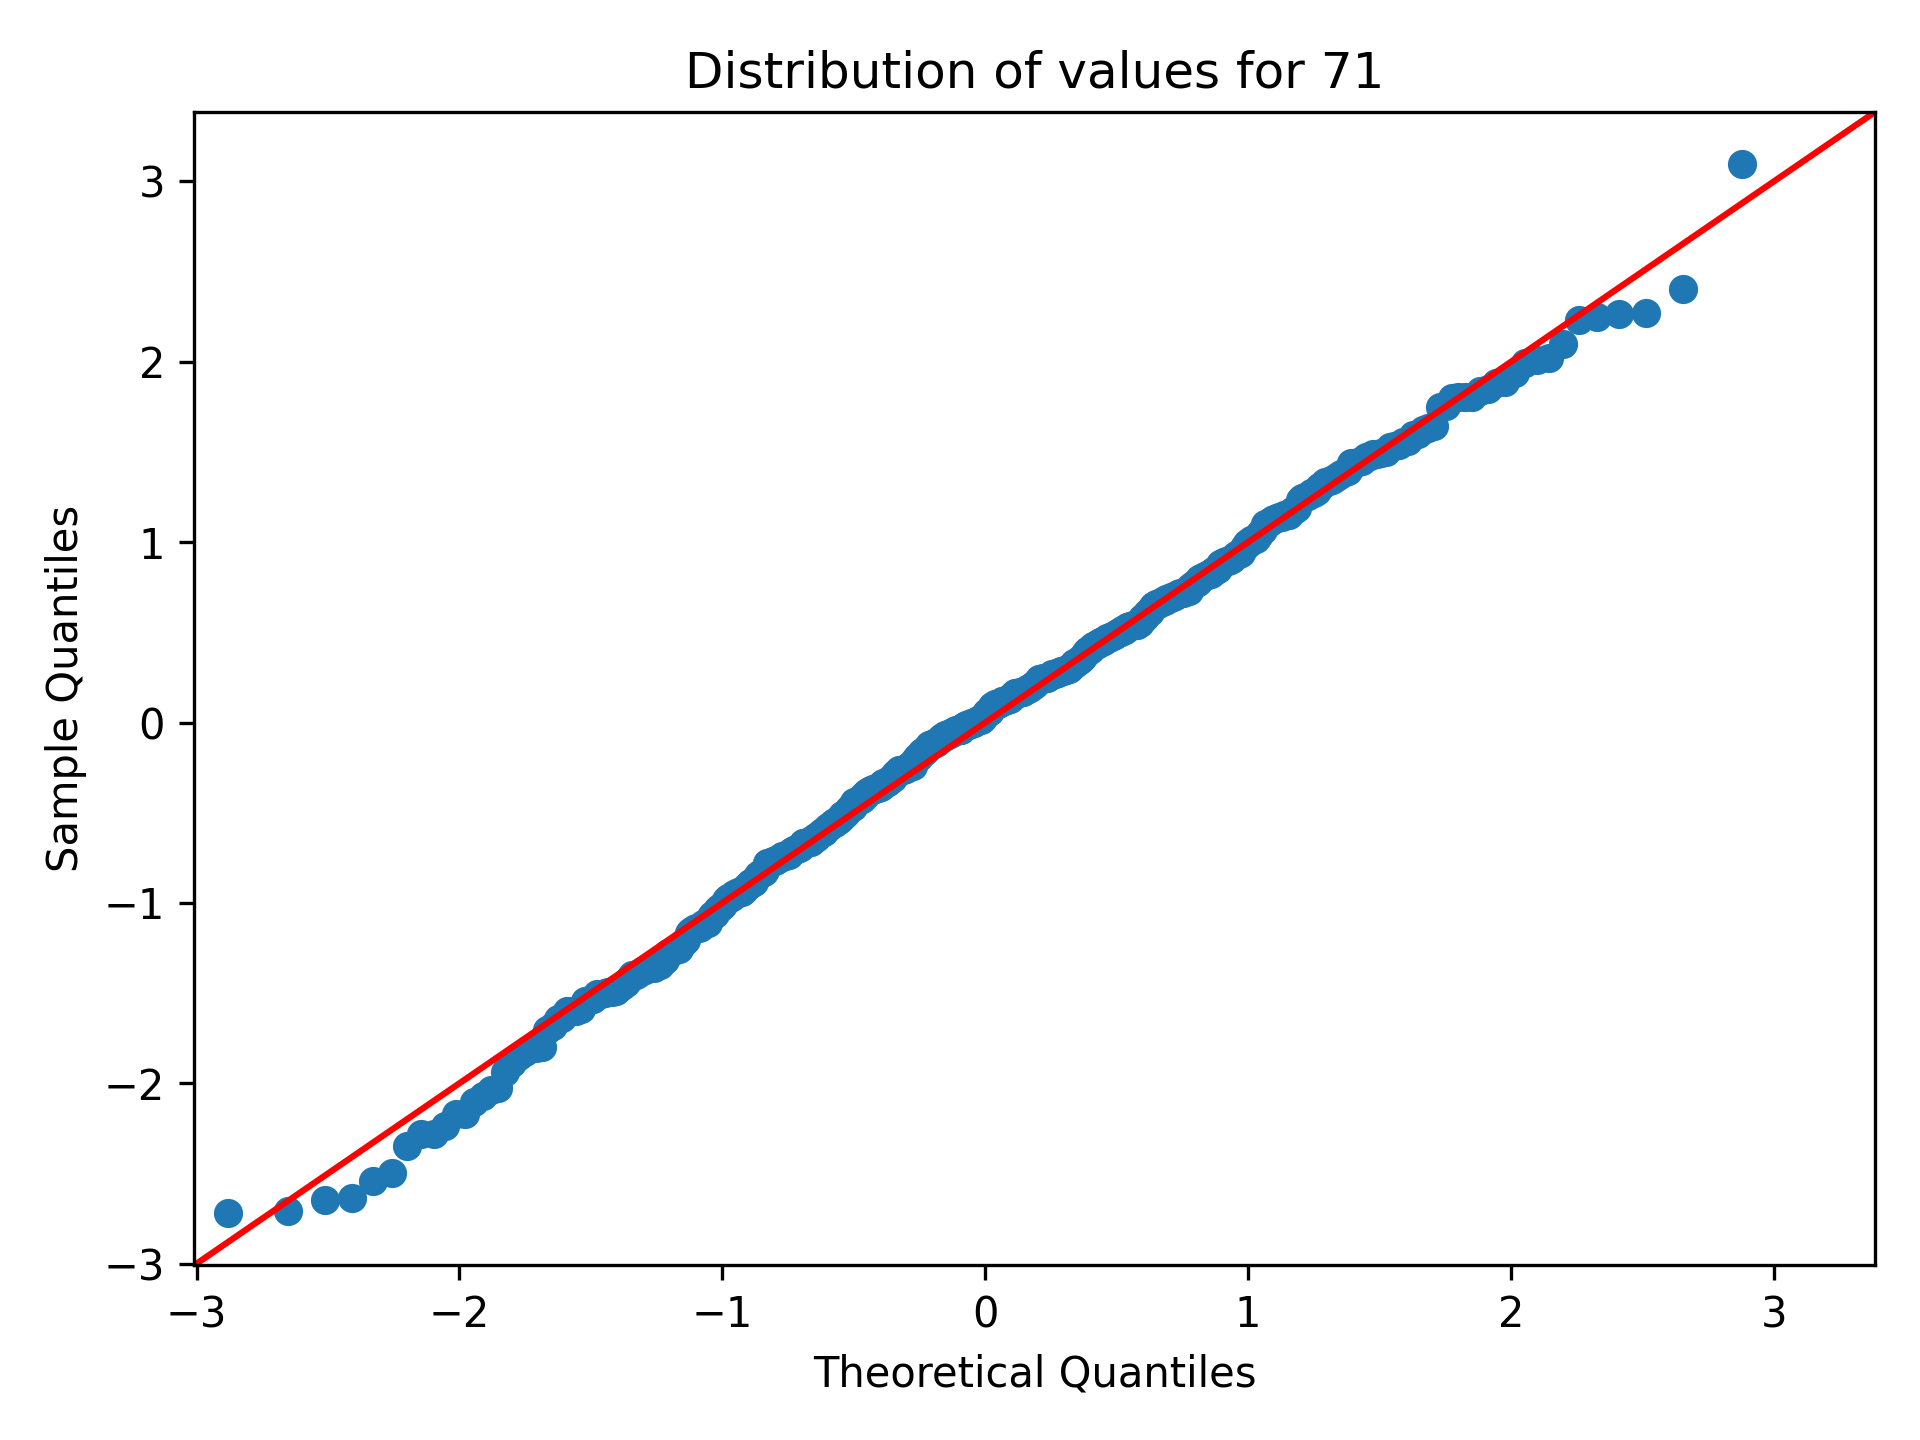 Distribution of values for 71
3
2
1
0
−1
−2
−3
Sample Quantiles
−3 −2 −1 0 1 2 3
Theoretical Quantiles